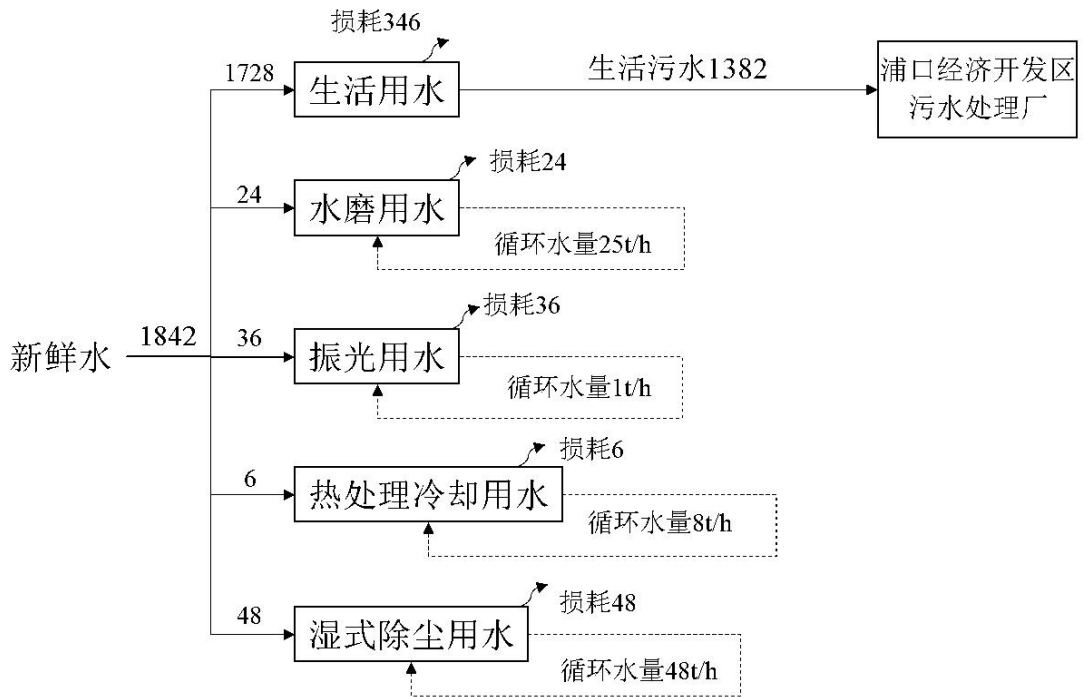 损耗346
1728
生活用水
生活污水1382
浦口经济开发区
污水处理厂
损耗24
24
水磨用水
循环水量25t/h
损耗36
新鲜水
1842
36
振光用水
循环水量1t/h
损耗6
6
热处理冷却用水
循环水量8t/h
损耗48
48
湿式除尘用水
循环水量48t/h